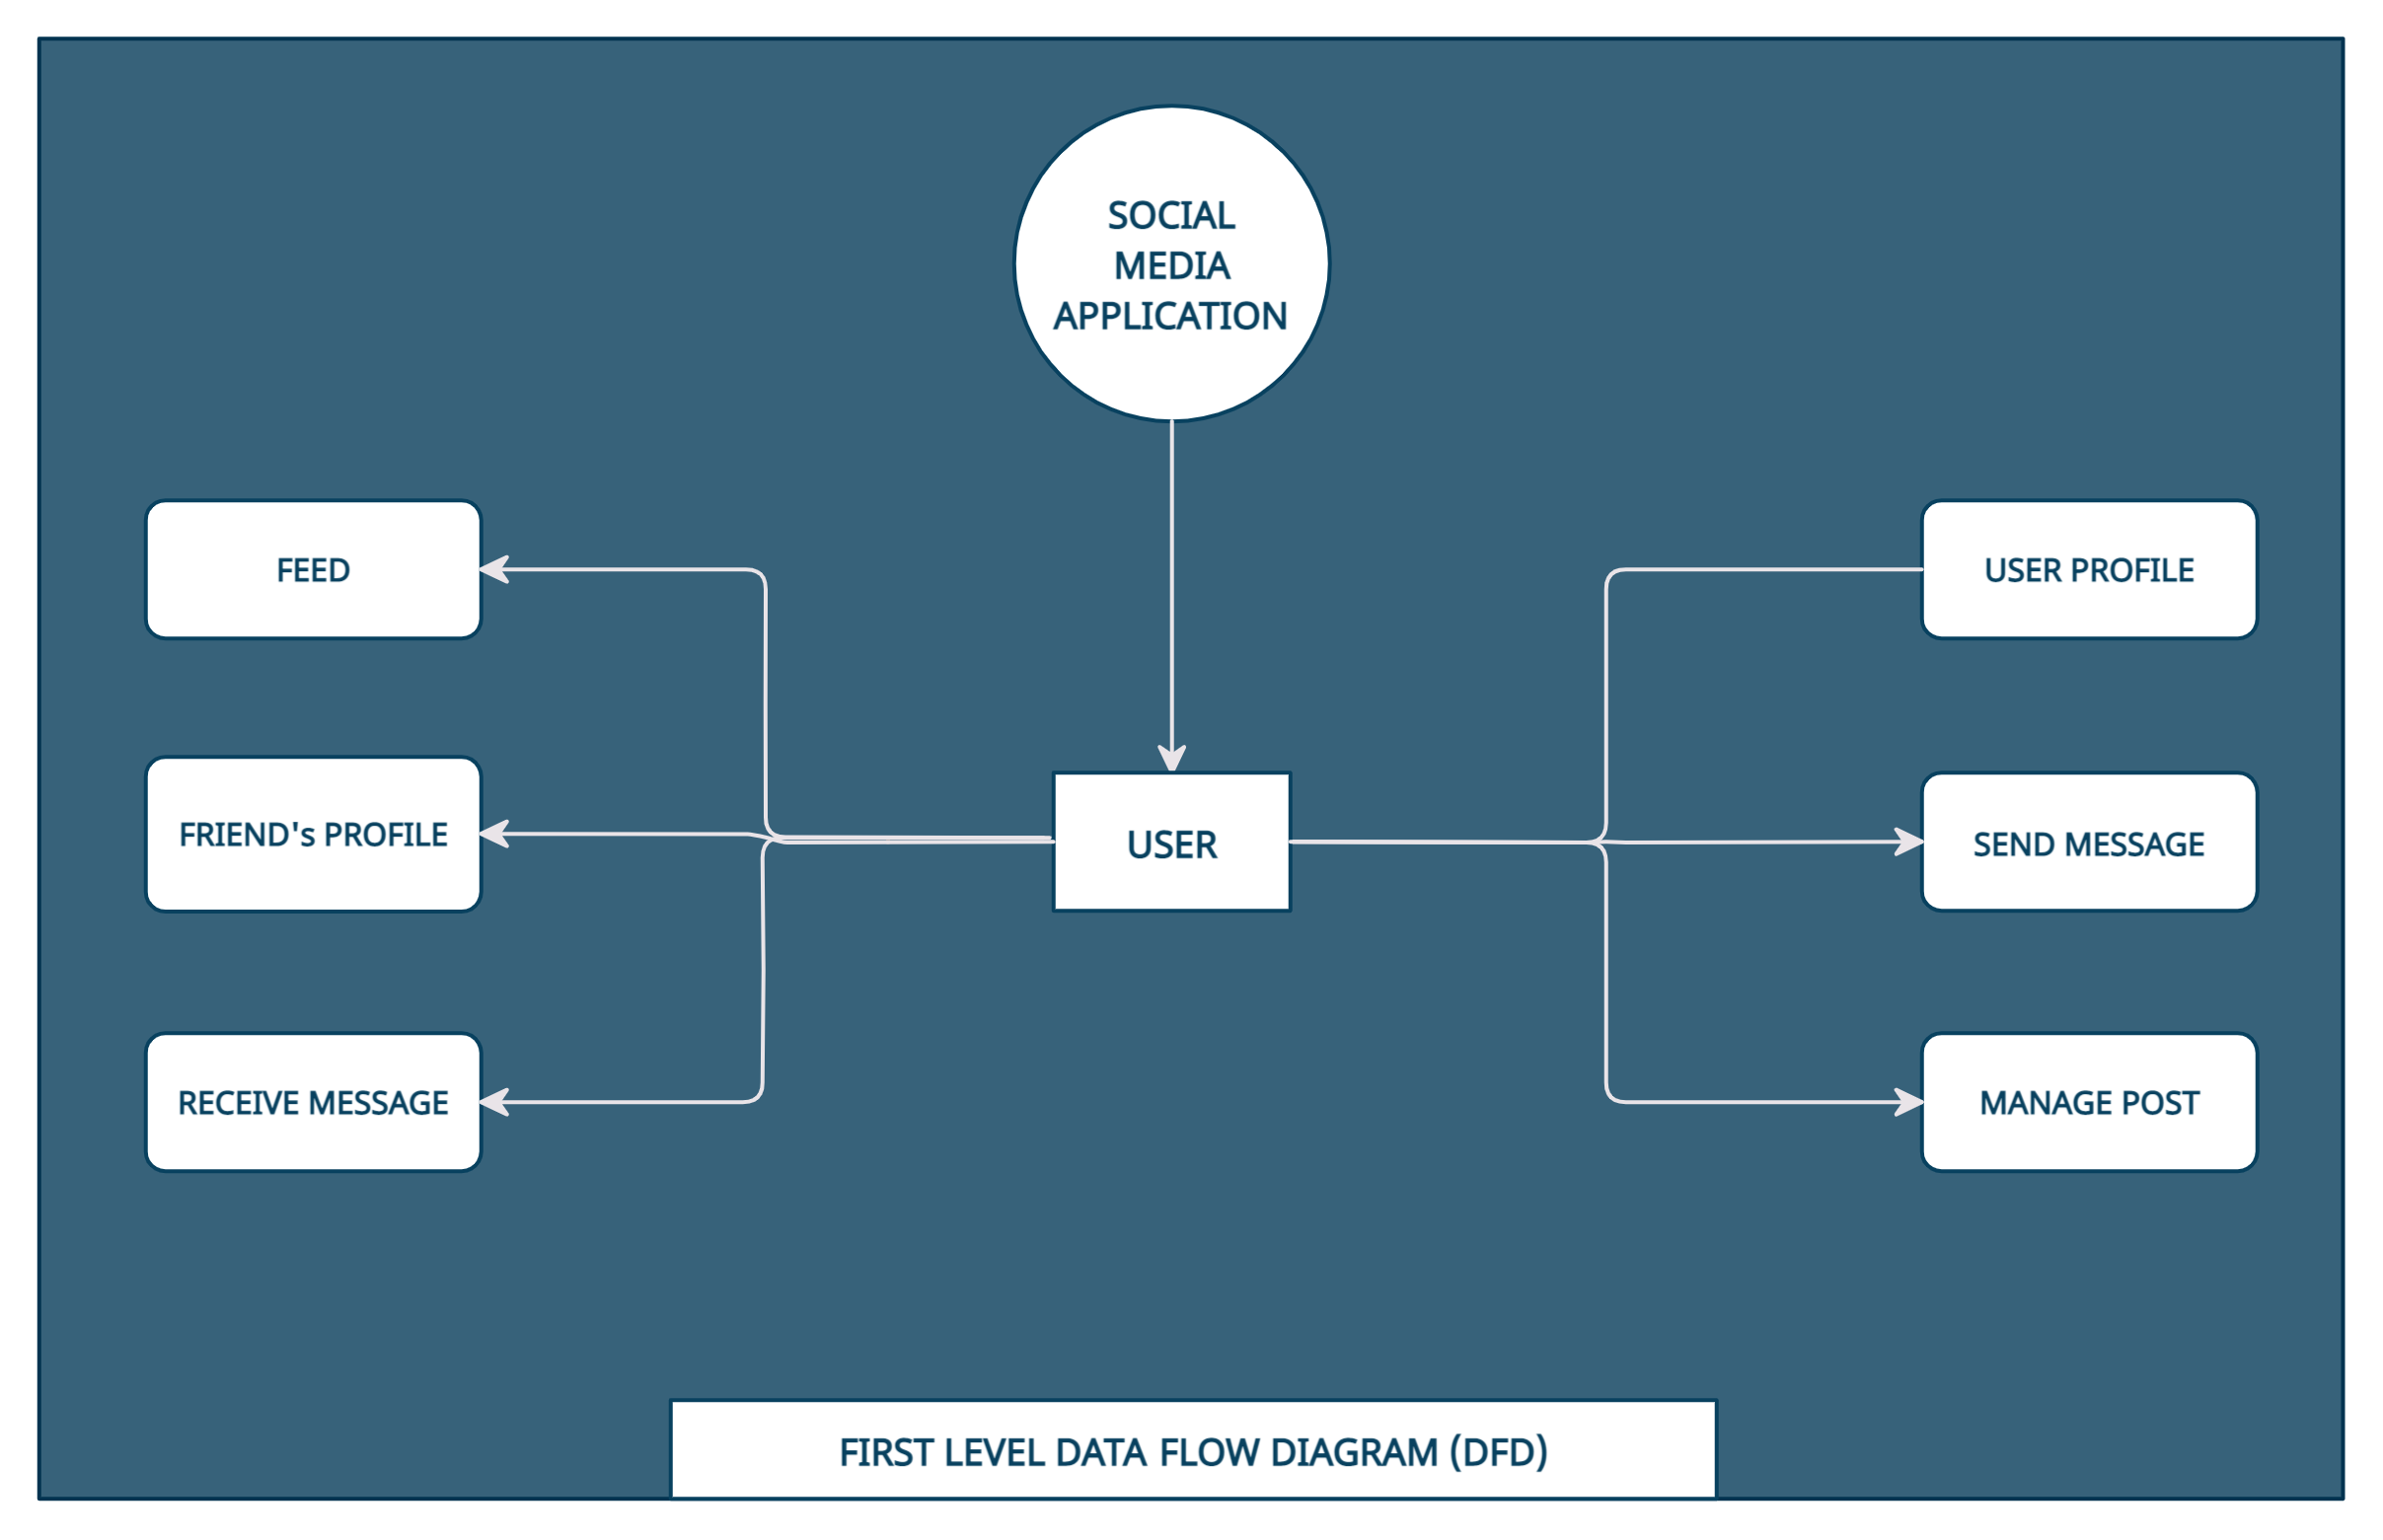 SOCIAL
MEDIA
APPLICATION
FEED
USER PROFILE
FRIEND's PROFILE
USER
SEND MESSAGE
RECEIVE MESSAGE
MANAGE POST
FIRST LEVEL DATA FLOW DIAGRAM (DFD)